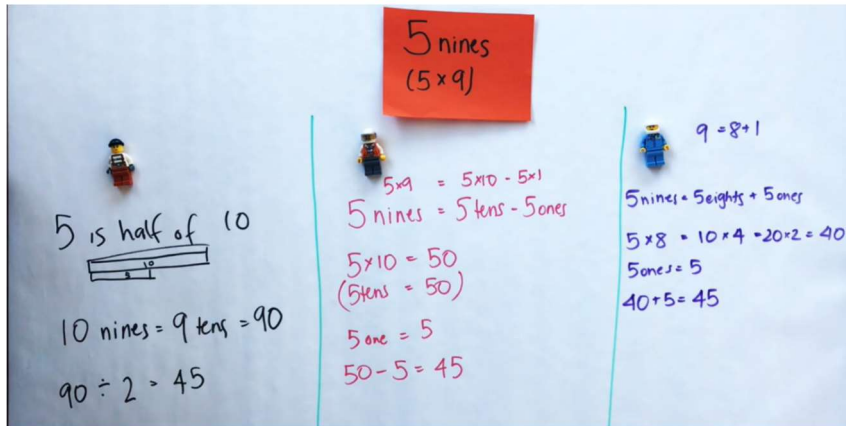 5 nines
(5 × 9)
5 is half of 10
10
5
10 nines = 9 tens = 90
90 ÷ 2 = 45
5×9 = 5×10 - 5×1
5 nines = 5 tens - 5 ones
5×10 = 50
(5 tens = 50)
5 one = 5
50 - 5 = 45
9 = 8+1
5 nines = 5 eights + 5 ones
5 × 8 = 10 × 4 = 20 × 2 = 40
5 ones = 5
40 + 5 = 45